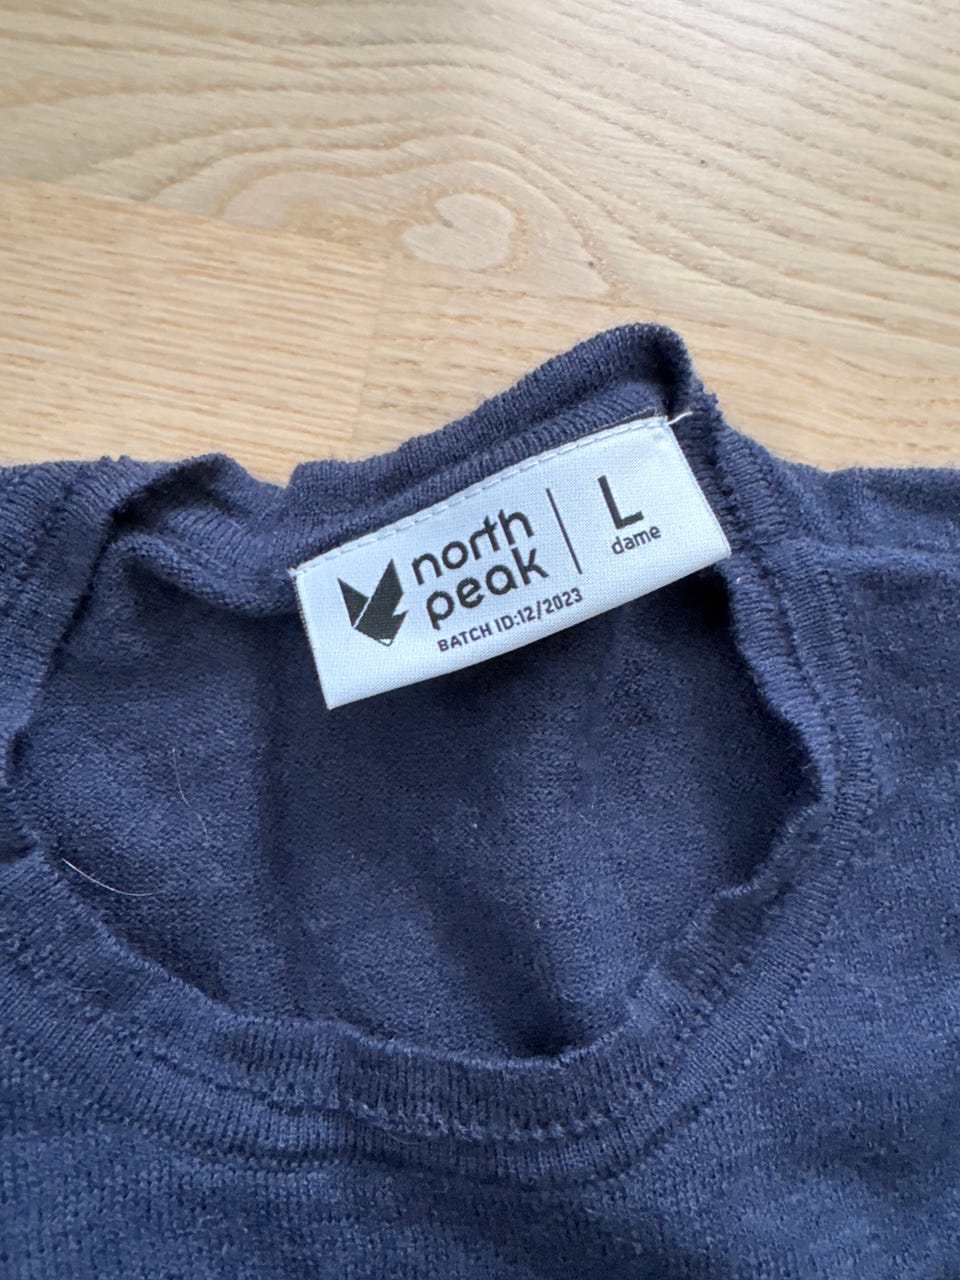 north
peak
L
dame
BATCH ID:12/2023